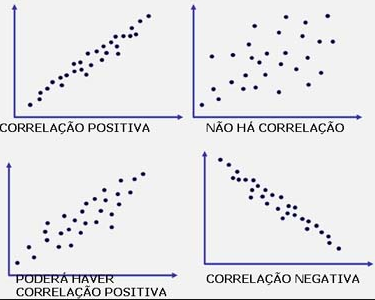 CORRELAÇÃO POSITIVA
NÃO HÁ CORRELAÇÃO
PODERÁ HAVER
CORRELAÇÃO POSITIVA
CORRELAÇÃO NEGATIVA